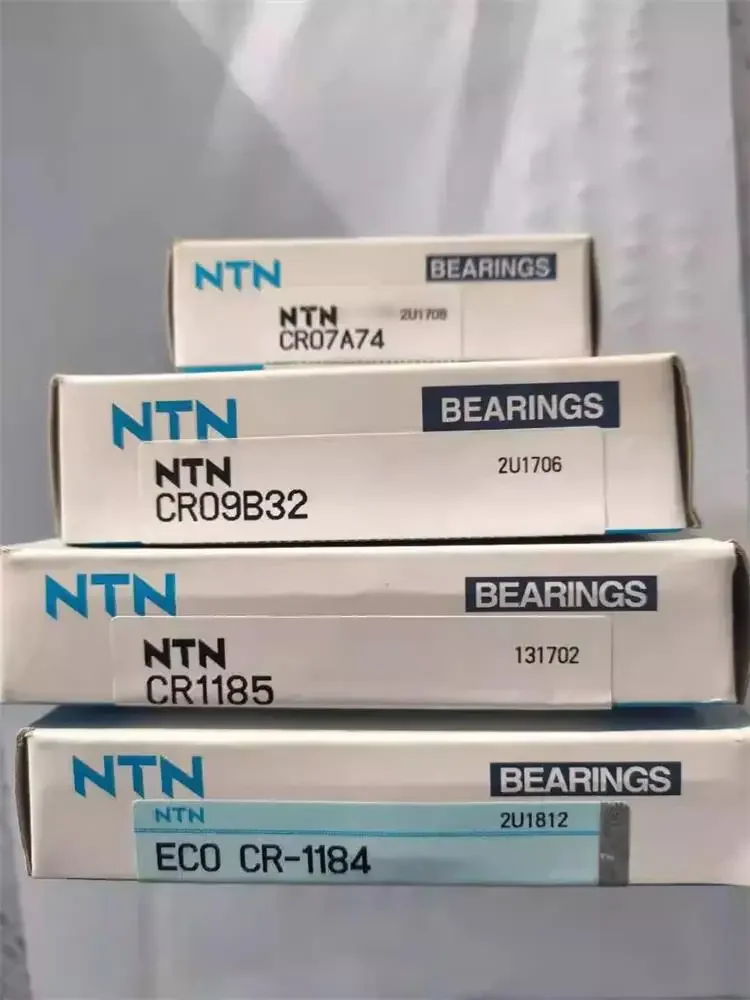 NTN BEARINGS
NTN 2U1708
CR07A74
NTN BEARINGS
NTN 2U1706
CR09B32
NTN BEARINGS
NTN 131702
CR1185
NTN BEARINGS
NTN 2U1812
ECO CR-1184